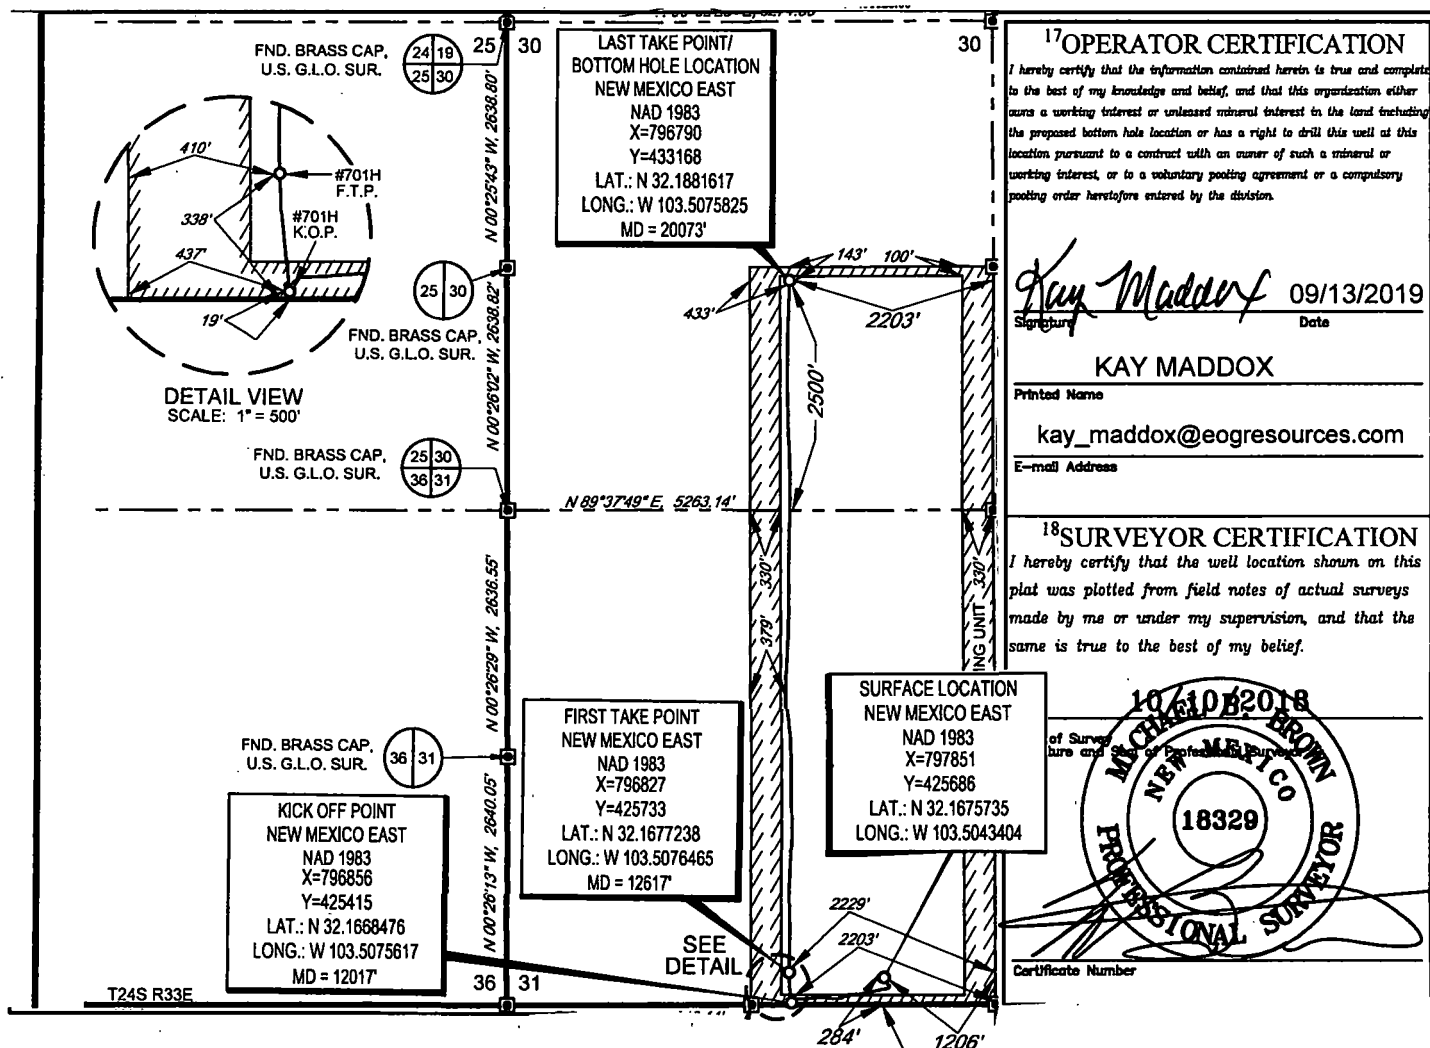 FND. BRASS CAP.
U.S. G.L.O. SUR.
24 19
25 30
25 30
30
N 00°25'43" W, 2638.80'
410'
#701H
F.T.P.
338'
#701H
K.O.P.
437'
19'
DETAIL VIEW
SCALE: 1" = 500'
25 30
FND. BRASS CAP.
U.S. G.L.O. SUR.
N 00°26'02" W, 2638.82'
LAST TAKE POINT/
BOTTOM HOLE LOCATION
NEW MEXICO EAST
NAD 1983
X=796790
Y=433168
LAT.: N 32.1881617
LONG.: W 103.5075825
MD = 20073'
143' 100'
433'
2203'
2500'
FND. BRASS CAP.
U.S. G.L.O. SUR.
25 30
36 31
N 89°37'49" E, 5263.14'
330'
330'
379'
ING UNIT
N 00°26'29" W, 2636.55'
FND. BRASS CAP.
U.S. G.L.O. SUR.
36 31
N 00°26'13" W, 2640.05'
KICK OFF POINT
NEW MEXICO EAST
NAD 1983
X=796856
Y=425415
LAT.: N 32.1668476
LONG.: W 103.5075617
MD = 12017'
FIRST TAKE POINT
NEW MEXICO EAST
NAD 1983
X=796827
Y=425733
LAT.: N 32.1677238
LONG.: W 103.5076465
MD = 12617'
SURFACE LOCATION
NEW MEXICO EAST
NAD 1983
X=797851
Y=425686
LAT.: N 32.1675735
LONG.: W 103.5043404
SEE
DETAIL
2229'
2203'
36 31
T24S R33E
284'
1206'
17 OPERATOR CERTIFICATION
I hereby certify that the information contained herein is true and complete
to the best of my knowledge and belief, and that this organization either
owns a working interest or unleased mineral interest in the land including
the proposed bottom hole location or has a right to drill this well at this
location pursuant to a contract with an owner of such a mineral or
working interest, or to a voluntary pooling agreement or a compulsory
pooling order heretofore entered by the division.
Kay Maddox 09/13/2019
Signature Date
KAY MADDOX
Printed Name
kay_maddox@eogresources.com
E-mail Address
18 SURVEYOR CERTIFICATION
I hereby certify that the well location shown on this
plat was plotted from field notes of actual surveys
made by me or under my supervision, and that the
same is true to the best of my belief.
10/10/2018
of Survey
ture and Seal of Professional Surveyor
MICHAEL B. BROWN
NEW MEXICO
18329
PROFESSIONAL SURVEYOR
Certificate Number